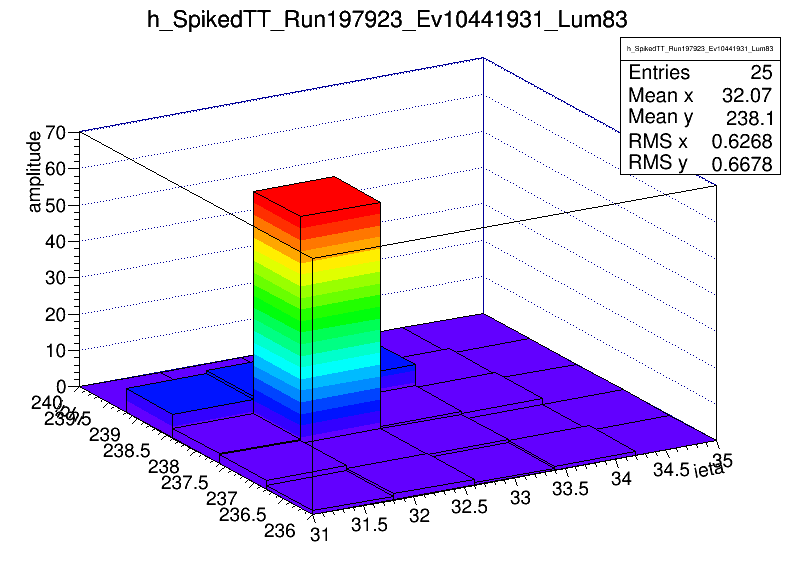 h_SpikedTT_Run197923_Ev10441931_Lum83
h_SpikedTT_Run197923_Ev10441931_Lum83
Entries 25
Mean x 32.07
Mean y 238.1
RMS x 0.6268
RMS y 0.6678
amplitude
70
60
50
40
30
20
10
0
240
239.5
239
238.5
238
237.5
237
236.5
236
31
31.5
32
32.5
33
33.5
34
34.5
35
ieta